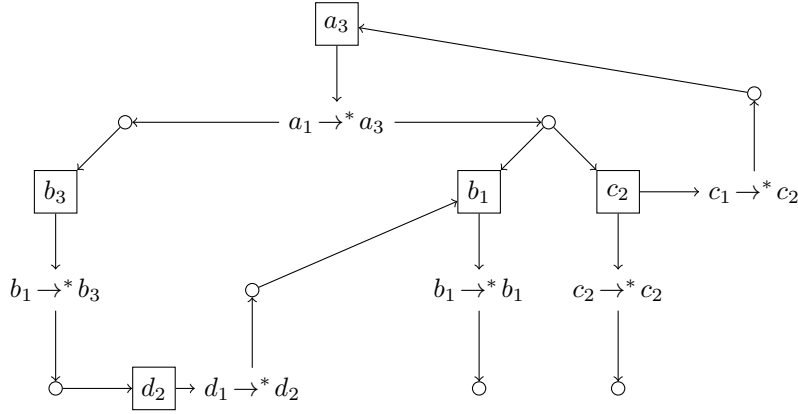 a₃
a₁ →* a₃
b₃ b₁ c₂ c₁ →* c₂
b₁ →* b₃ b₁ →* b₁ c₂ →* c₂
d₂ d₁ →* d₂